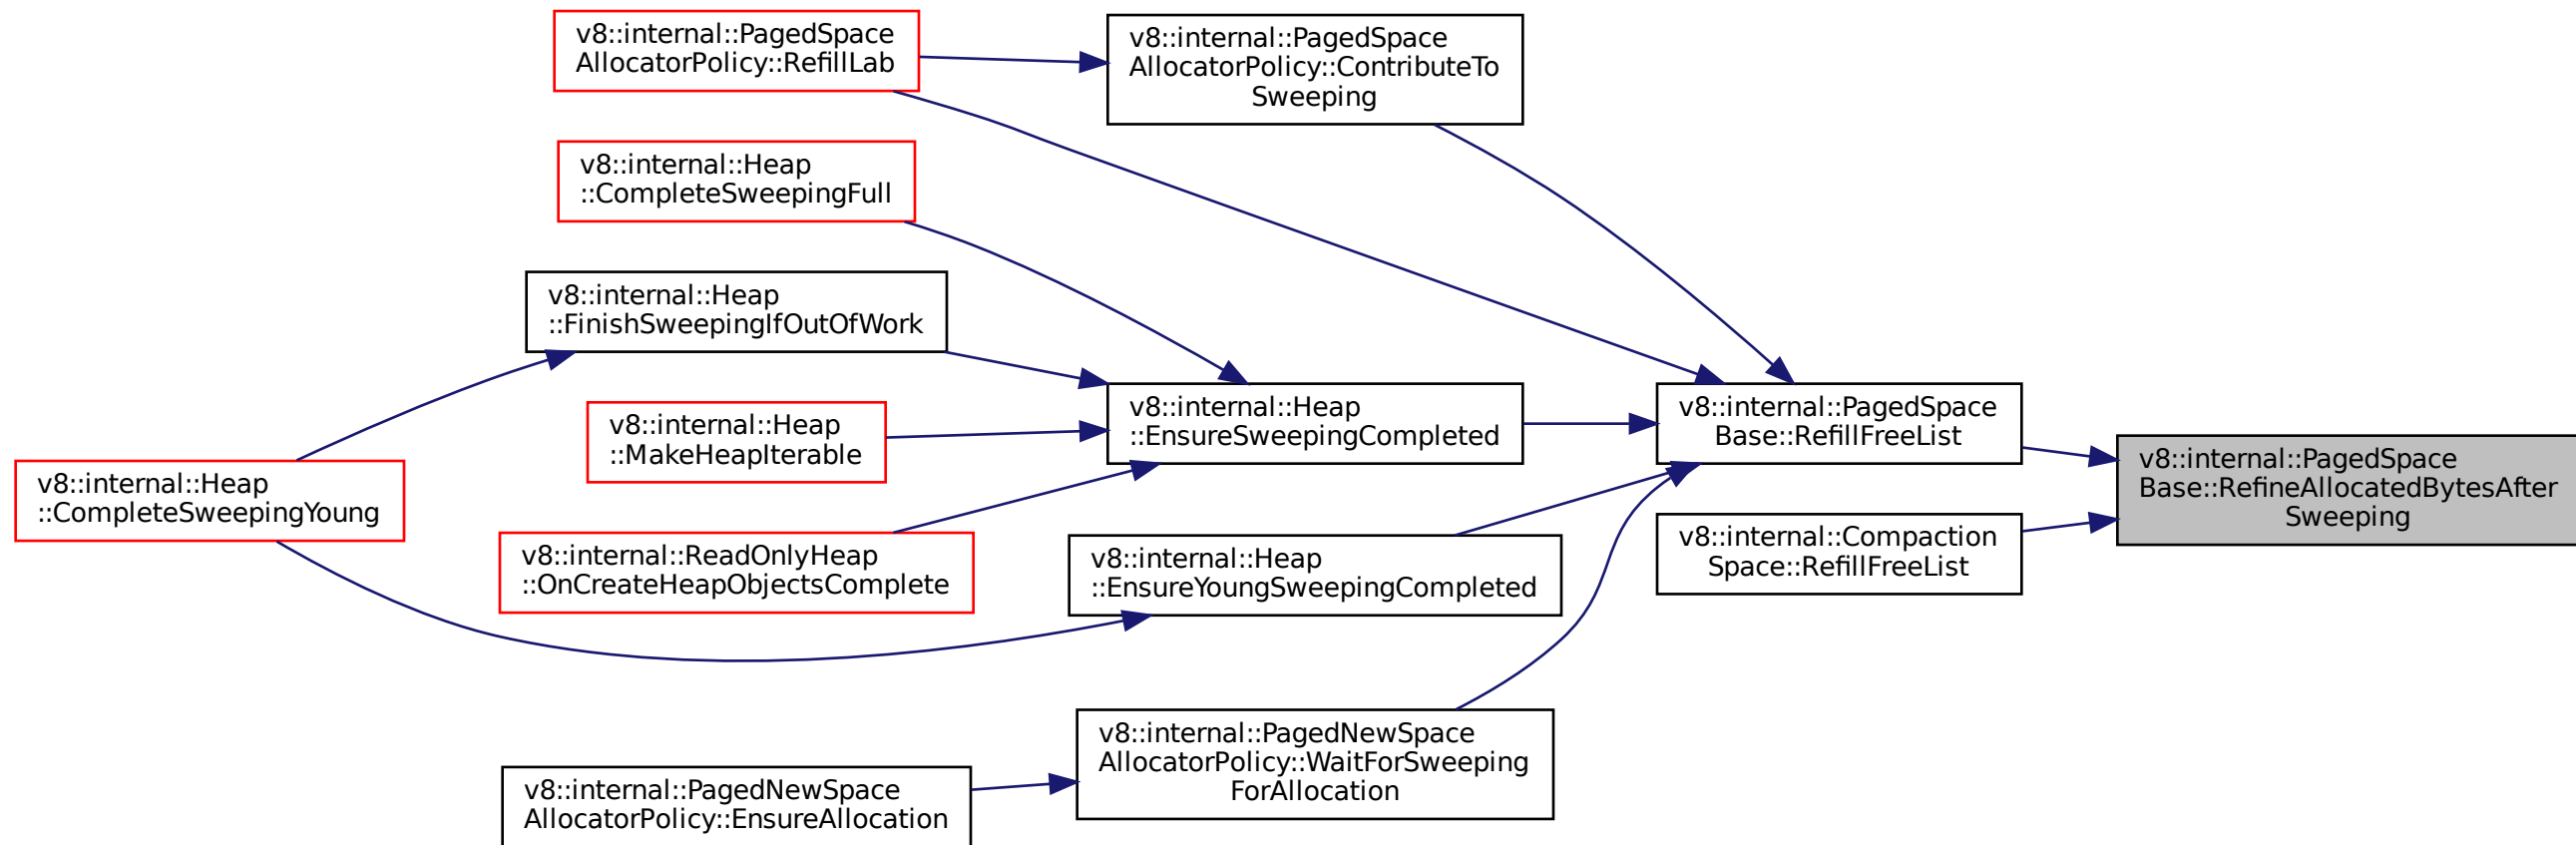 v8::internal::PagedSpace
AllocatorPolicy::RefillLab
v8::internal::PagedSpace
AllocatorPolicy::ContributeTo
Sweeping
v8::internal::Heap
::CompleteSweepingFull
v8::internal::Heap
::FinishSweepingIfOutOfWork
v8::internal::Heap
::EnsureSweepingCompleted
v8::internal::PagedSpace
Base::RefillFreeList
v8::internal::Heap
::MakeHeapIterable
v8::internal::PagedSpace
Base::RefineAllocatedBytesAfter
Sweeping
v8::internal::Heap
::CompleteSweepingYoung
v8::internal::ReadOnlyHeap
::OnCreateHeapObjectsComplete
v8::internal::Heap
::EnsureYoungSweepingCompleted
v8::internal::Compaction
Space::RefillFreeList
v8::internal::PagedNewSpace
AllocatorPolicy::WaitForSweeping
ForAllocation
v8::internal::PagedNewSpace
AllocatorPolicy::EnsureAllocation